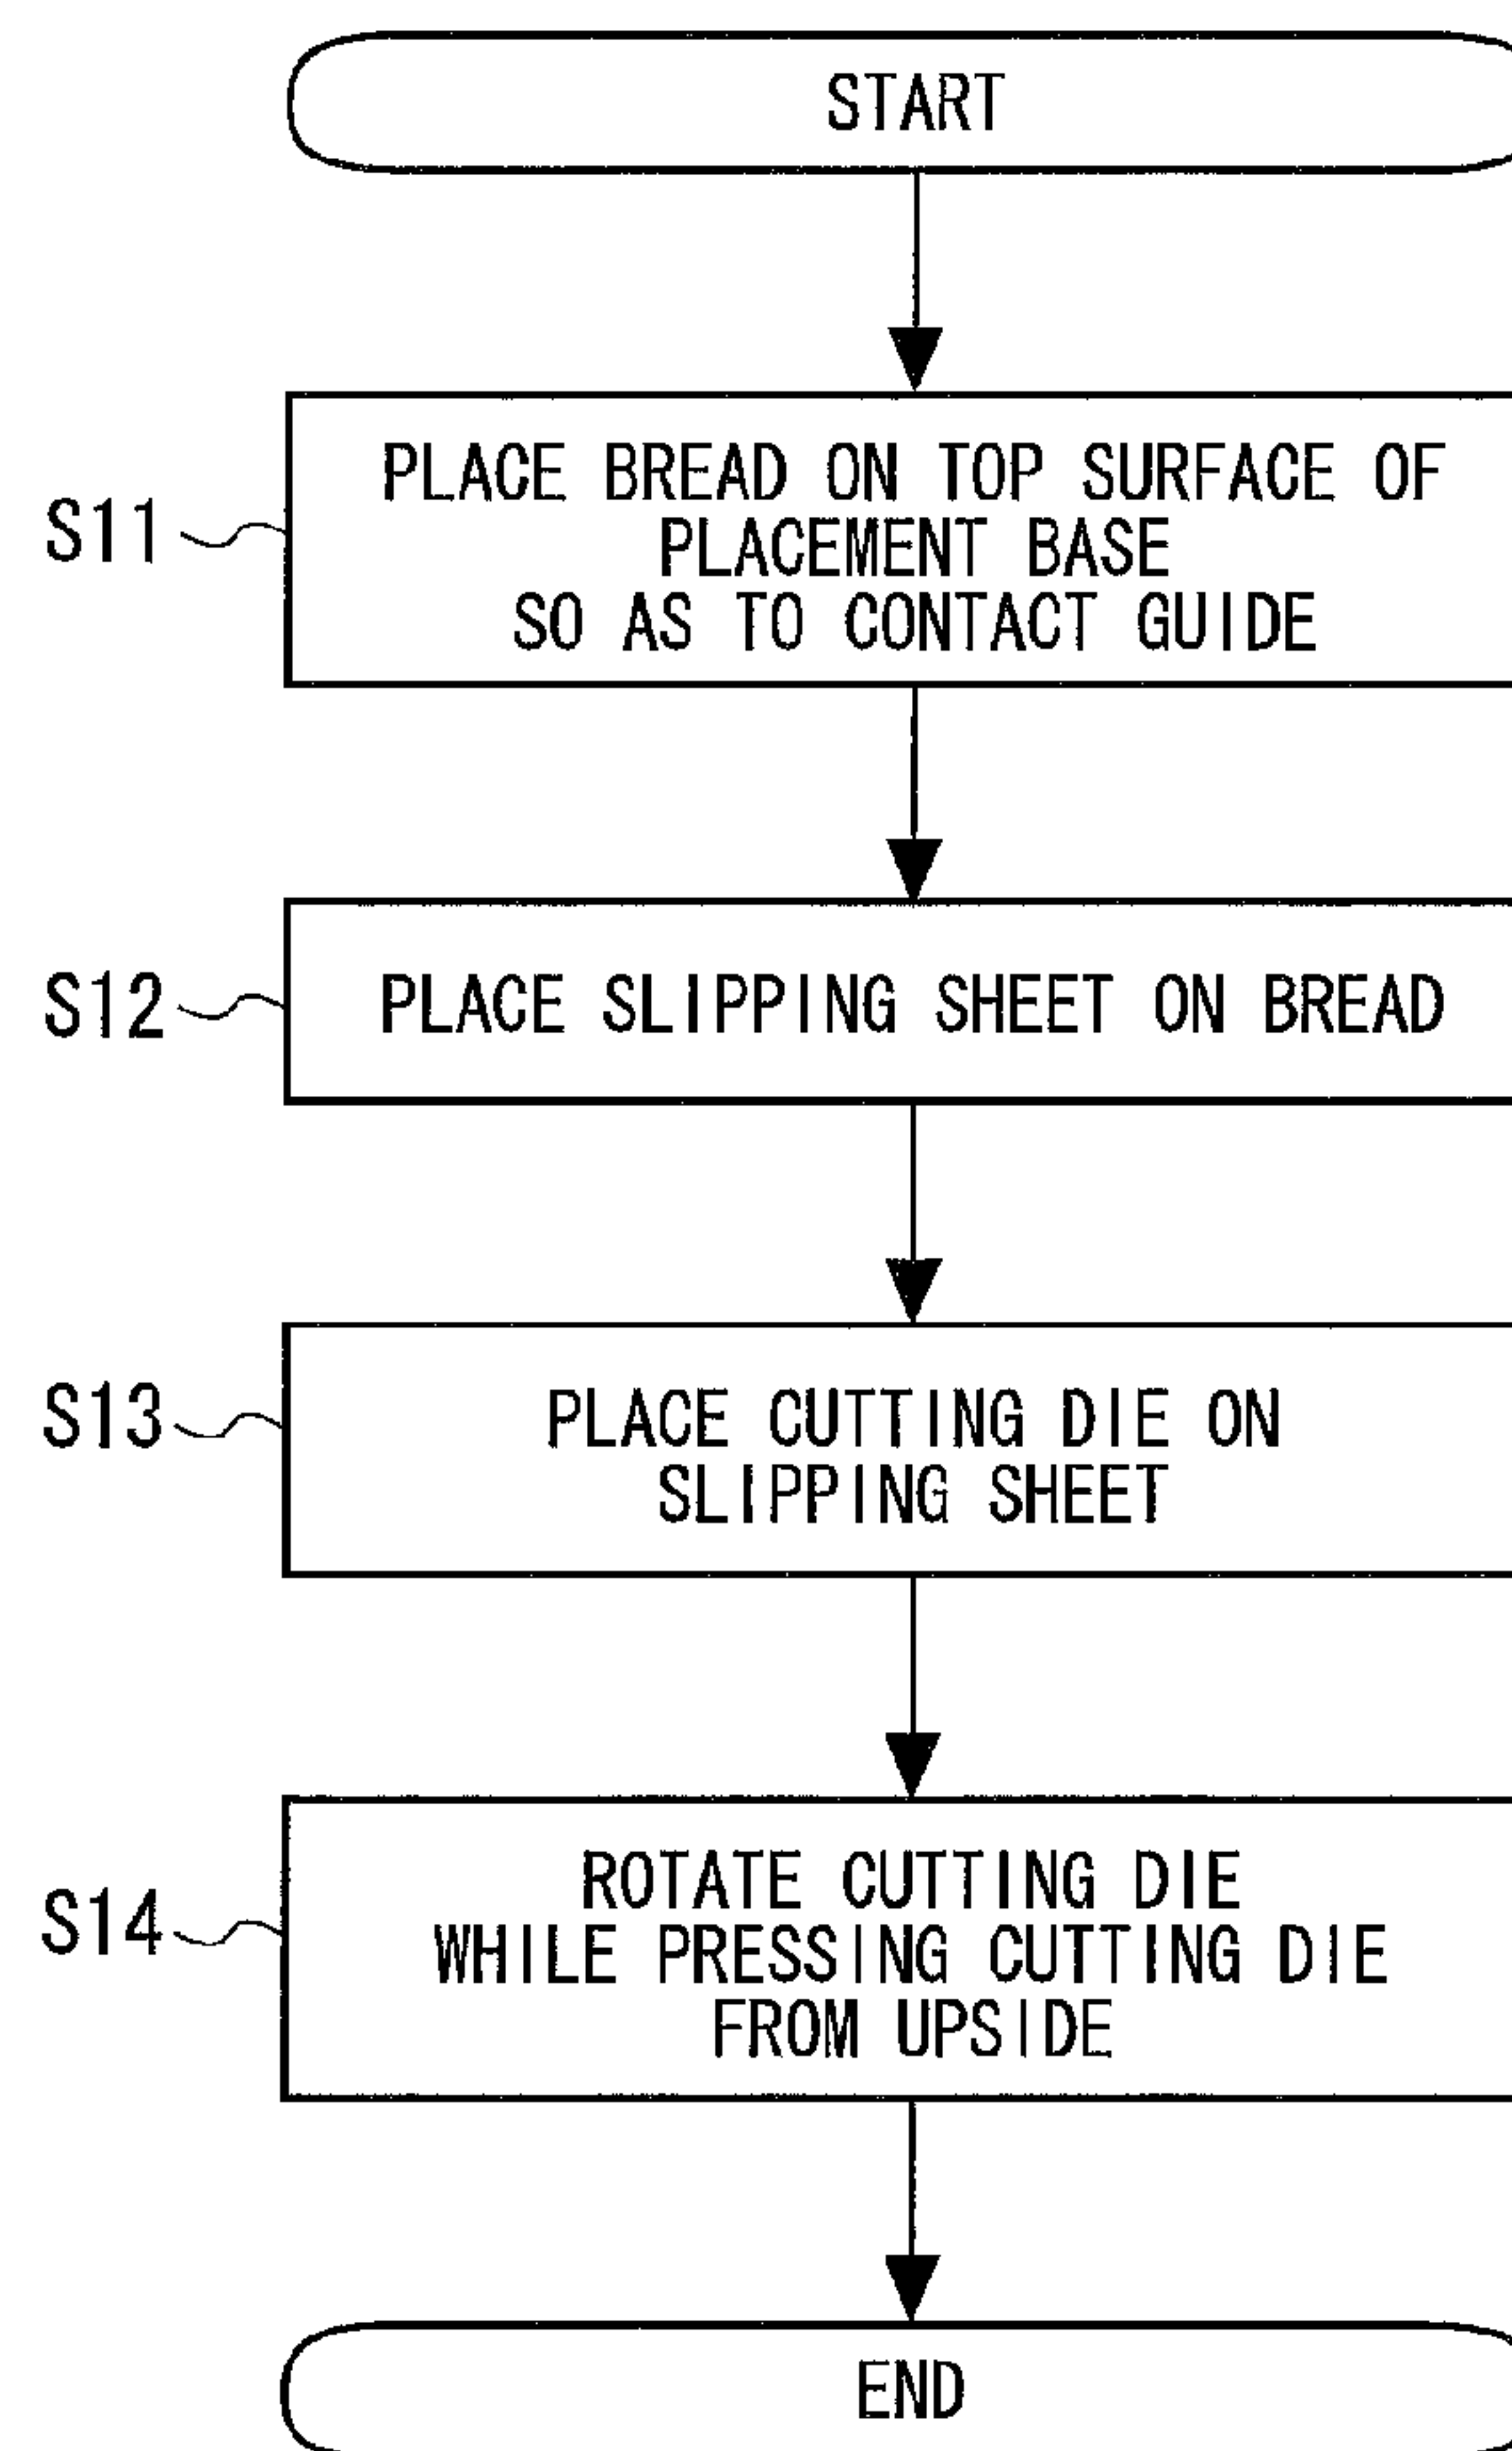 START
S11
PLACE BREAD ON TOP SURFACE OF
PLACEMENT BASE
SO AS TO CONTACT GUIDE
S12
PLACE SLIPPING SHEET ON BREAD
S13
PLACE CUTTING DIE ON
SLIPPING SHEET
S14
ROTATE CUTTING DIE
WHILE PRESSING CUTTING DIE
FROM UPSIDE
END